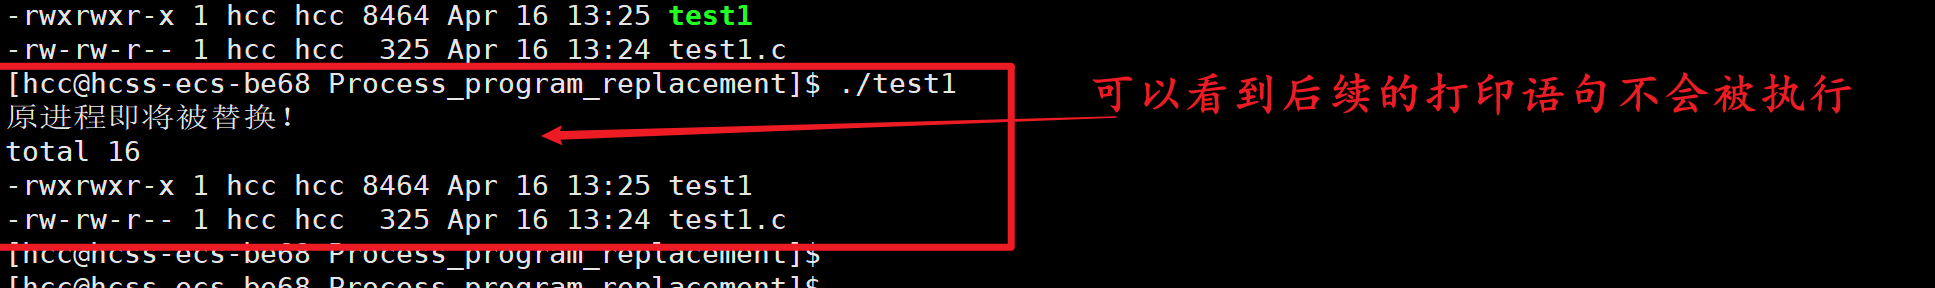 -rwxrwxr-x 1 hcc hcc 8464 Apr 16 13:25 test1
-rw-rw-r-- 1 hcc hcc  325 Apr 16 13:24 test1.c
[hcc@hcss-ecs-be68 Process_program_replacement]$ ./test1
可以看到后续的打印语句不会被执行
原进程即将被替换!
total 16
-rwxrwxr-x 1 hcc hcc 8464 Apr 16 13:25 test1
-rw-rw-r-- 1 hcc hcc  325 Apr 16 13:24 test1.c
[hcc@hcss-ecs-be68 Process_program_replacement]$
[hcc@hcss-ecs-be68 Process_program_replacement]$